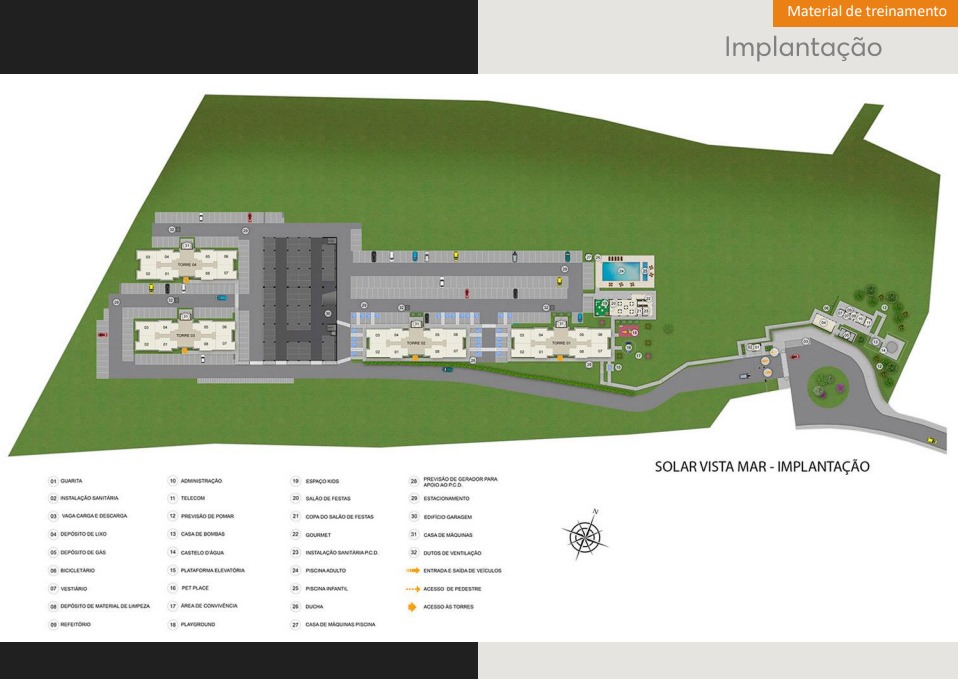 Material de treinamento
Implantação
TORRE 04
TORRE 03
TORRE 02
TORRE 01
SOLAR VISTA MAR - IMPLANTAÇÃO
N
01 GUARITA
02 INSTALAÇÃO SANITÁRIA
03 VAGA CARGA E DESCARGA
04 DEPÓSITO DE LIXO
05 DEPÓSITO DE GÁS
06 BICICLETÁRIO
07 VESTIÁRIO
08 DEPÓSITO DE MATERIAL DE LIMPEZA
09 REFEITÓRIO
10 ADMINSTRAÇÃO
11 TELECOM
12 PREVISÃO DE POMAR
13 CASA DE BOMBAS
14 CASTELO D'ÁGUA
15 PLATAFORMA ELEVATÓRIA
16 PET PLACE
17 ÁREA DE CONVIVÊNCIA
18 PLAYGROUND
19 ESPAÇO KIDS
20 SALÃO DE FESTAS
21 COPA DO SALÃO DE FESTAS
22 GOURMET
23 INSTALAÇÃO SANITÁRIA P.C.D.
24 PISCINA ADULTO
25 PISCINA INFANTIL
26 DUCHA
27 CASA DE MÁQUINAS PISCINA
28 PREVISÃO DE GERADOR PARA
APOIO AO P.C.D.
29 ESTACIONAMENTO
30 EDIFÍCIO GARAGEM
31 CASA DE MÁQUINAS
32 DUTOS DE VENTILAÇÃO
ENTRADA E SAÍDA DE VEÍCULOS
ACESSO DE PEDESTRE
ACESSO ÀS TORRES